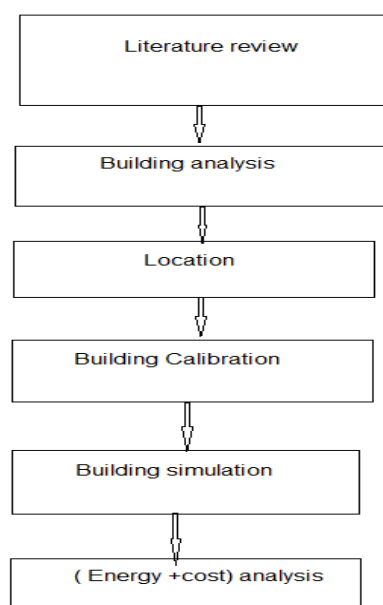 Literature review
Building analysis
Location
Building Calibration
Building simulation
( Energy +cost) analysis